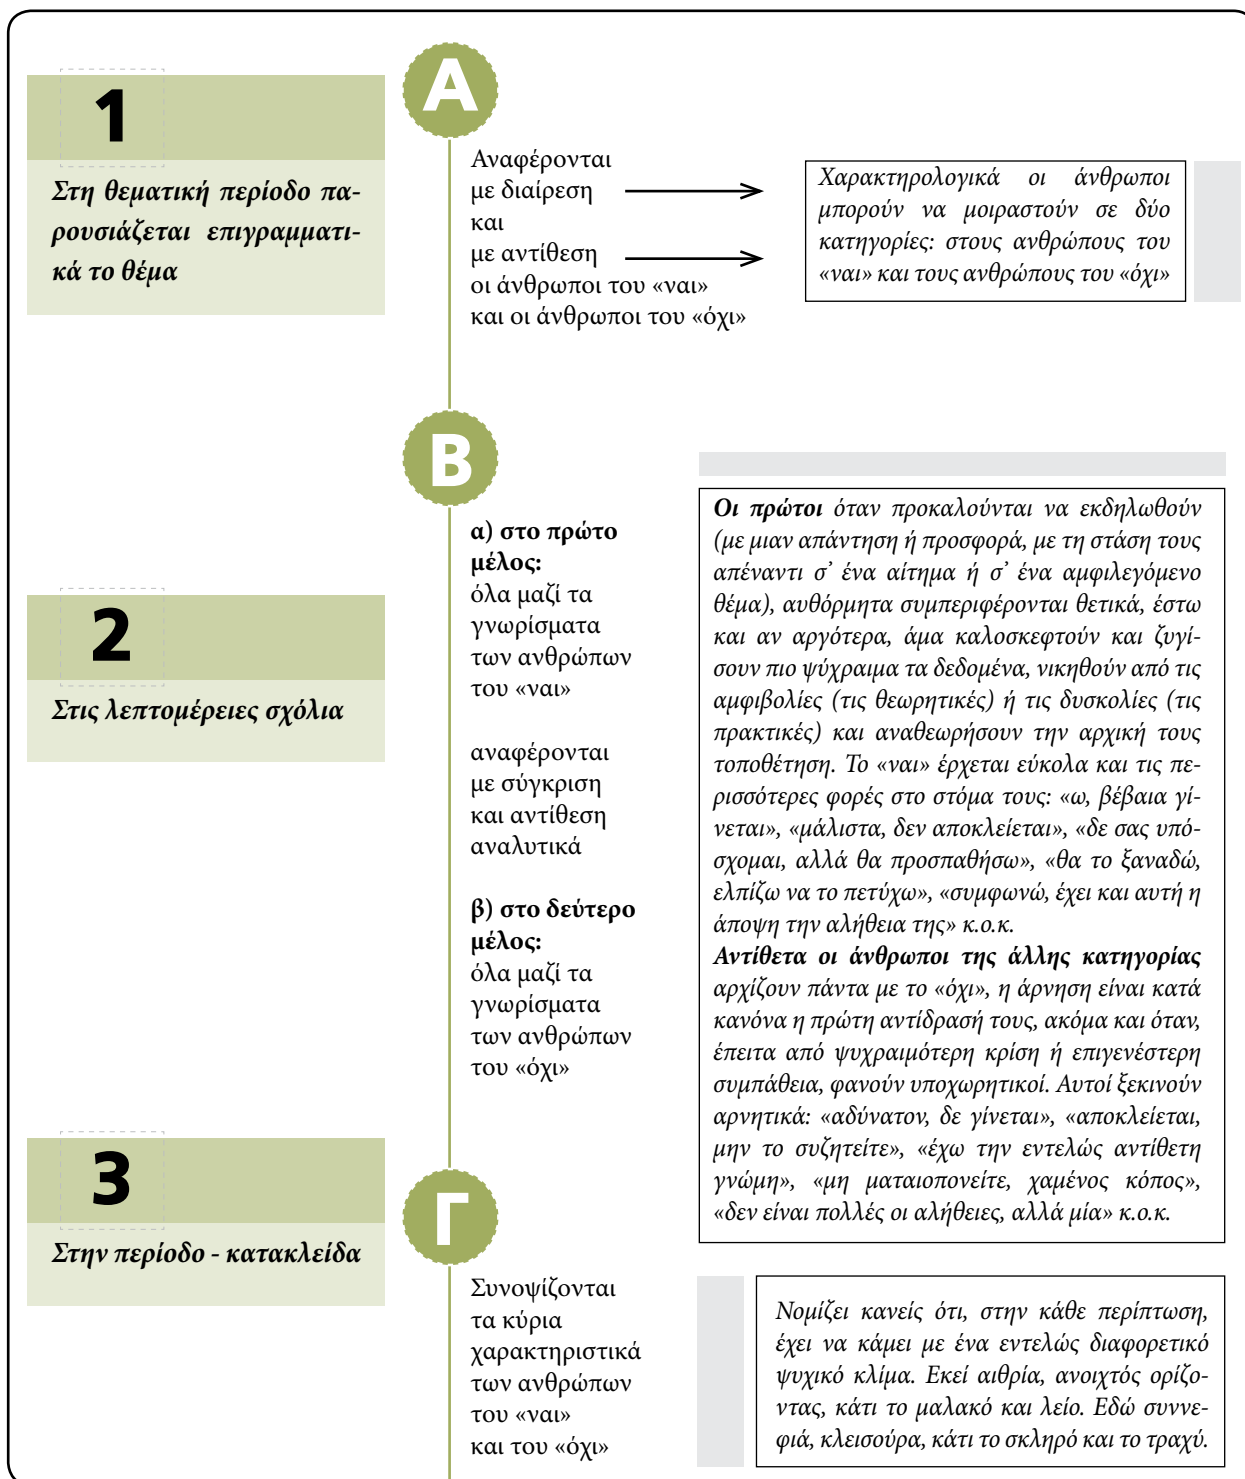 1
Στη θεματική περίοδο πα-
ρουσιάζεται επιγραμματι-
κά το θέμα
Α
Αναφέρονται
με διαίρεση
και
με αντίθεση
οι άνθρωποι του «ναι»
και οι άνθρωποι του «όχι»
Χαρακτηρολογικά οι άνθρωποι
μπορούν να μοιραστούν σε δύο
κατηγορίες: στους ανθρώπους του
«ναι» και τους ανθρώπους του «όχι»
2
Στις λεπτομέρειες σχόλια
Β
α) στο πρώτο
μέλος:
όλα μαζί τα
γνωρίσματα
των ανθρώπων
του «ναι»
αναφέρονται
με σύγκριση
και αντίθεση
αναλυτικά
β) στο δεύτερο
μέλος:
όλα μαζί τα
γνωρίσματα
των ανθρώπων
του «όχι»
Οι πρώτοι όταν προκαλούνται να εκδηλωθούν
(με μιαν απάντηση ή προσφορά, με τη στάση τους
απέναντι σ' ένα αίτημα ή σ' ένα αμφιλεγόμενο
θέμα), αυθόρμητα συμπεριφέρονται θετικά, έστω
και αν αργότερα, άμα καλοσκεφτούν και ζυγί-
σουν πιο ψύχραιμα τα δεδομένα, νικηθούν από τις
αμφιβολίες (τις θεωρητικές) ή τις δυσκολίες (τις
πρακτικές) και αναθεωρήσουν την αρχική τους
τοποθέτηση. Το «ναι» έρχεται εύκολα και τις πε-
ρισσότερες φορές στο στόμα τους: «ω, βέβαια γί-
νεται», «μάλιστα, δεν αποκλείεται», «δε σας υπό-
σχομαι, αλλά θα προσπαθήσω», «θα το ξαναδώ,
ελπίζω να το πετύχω», «συμφωνώ, έχει και αυτή η
άποψη την αλήθεια της» κ.ο.κ.
Αντίθετα οι άνθρωποι της άλλης κατηγορίας
αρχίζουν πάντα με το «όχι», η άρνηση είναι κατά
κανόνα η πρώτη αντίδρασή τους, ακόμα και όταν,
έπειτα από ψυχραιμότερη κρίση ή επιγενέστερη
συμπάθεια, φανούν υποχωρητικοί. Αυτοί ξεκινούν
αρνητικά: «αδύνατον, δε γίνεται», «αποκλείεται,
μην το συζητείτε», «έχω την εντελώς αντίθετη
γνώμη», «μη ματαιοπονείτε, χαμένος κόπος»,
«δεν είναι πολλές οι αλήθειες, αλλά μία» κ.ο.κ.
3
Στην περίοδο - κατακλείδα
Γ
Συνοψίζονται
τα κύρια
χαρακτηριστικά
των ανθρώπων
του «ναι»
και του «όχι»
Νομίζει κανείς ότι, στην κάθε περίπτωση,
έχει να κάμει με ένα εντελώς διαφορετικό
ψυχικό κλίμα. Εκεί αιθρία, ανοιχτός ορίζο-
ντας, κάτι το μαλακό και λείο. Εδώ συννε-
φιά, κλεισούρα, κάτι το σκληρό και το τραχύ.